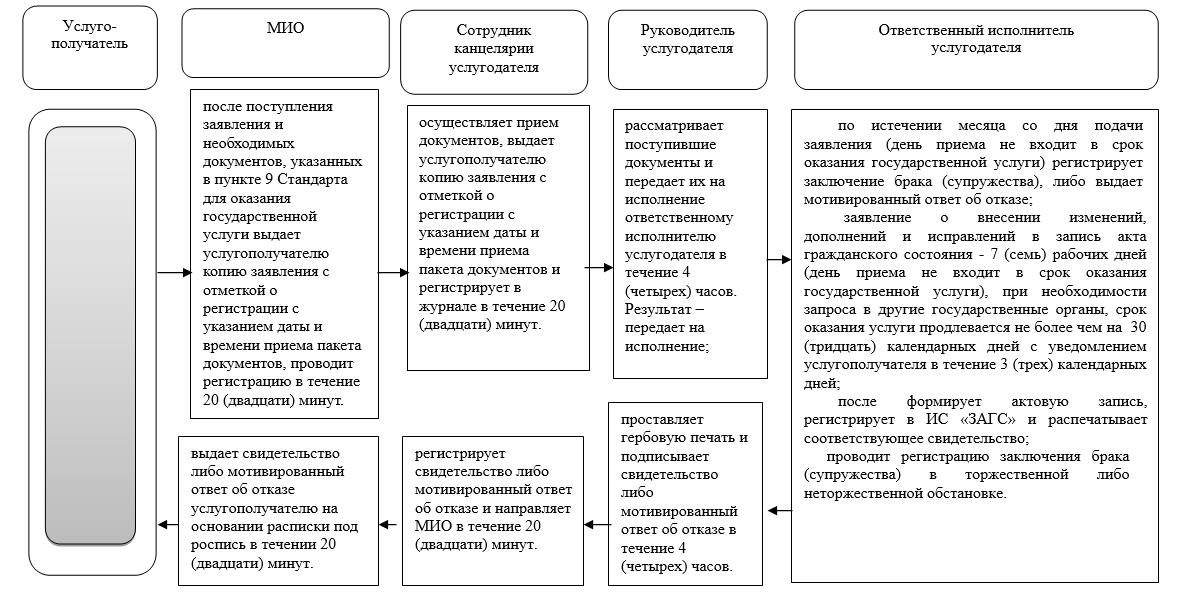 Услуго-
получатель
МИО
Сотрудник
канцелярии
услугодателя
Руководитель
услугодателя
Ответственный исполнитель
услугодателя
после поступления
заявления и
необходимых
документов, указанных
в пункте 9 Стандарта
для оказания
государственной
услуги выдает
услугополучателю
копию заявления с
отметкой о
регистрации с
указанием даты и
времени приема пакета
документов, проводит
регистрацию в течение
20 (двадцати) минут.
осуществляет прием
документов, выдает
услугополучателю
копию заявления с
отметкой о
регистрации с
указанием даты и
времени приема
пакета документов и
регистрирует в
журнале в течение 20
(двадцати) минут.
рассматривает
поступившие
документы и
передает их на
исполнение
ответственному
исполнителю
услугодателя в
течение 4
(четырех) часов.
Результат –
передает на
исполнение;
по истечении месяца со дня подачи
заявления (день приема не входит в срок
оказания государственной услуги) регистрирует
заключение брака (супружества), либо выдает
мотивированный ответ об отказе;
заявление о внесении изменений,
дополнений и исправлений в запись акта
гражданского состояния - 7 (семь) рабочих дней
(день приема не входит в срок оказания
государственной услуги), при необходимости
запроса в другие государственные органы, срок
оказания услуги продлевается не более чем на 30
(тридцать) календарных дней с уведомлением
услугополучателя в течение 3 (трех) календарных
дней;
после формирует актовую запись,
регистрирует в ИС «ЗАГС» и распечатывает
соответствующее свидетельство;
проводит регистрацию заключения брака
(супружества) в торжественной либо
неторжественной обстановке.
проставляет
гербовую печать и
подписывает
свидетельство
либо
мотивированный
ответ об отказе в
течение 4
(четырех) часов.
регистрирует
свидетельство либо
мотивированный ответ
об отказе и направляет
МИО в течение 20
(двадцати) минут.
выдает свидетельство
либо мотивированный
ответ об отказе
услугополучателю на
основании расписки под
роспись в течении 20
(двадцати) минут.